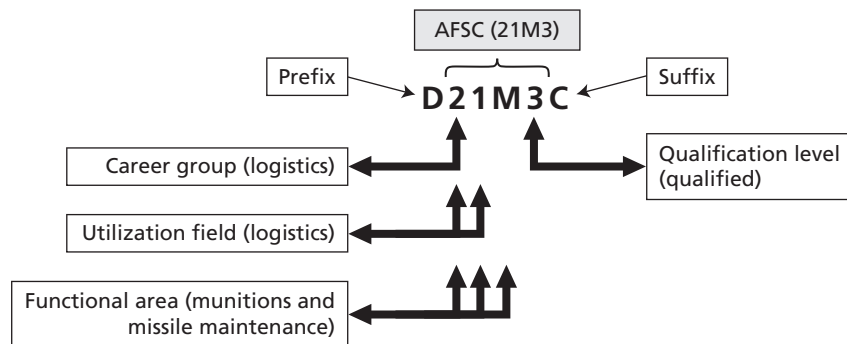 AFSC (21M3)
Prefix
D21M3C
Suffix
Career group (logistics)
Qualification level
(qualified)
Utilization field (logistics)
Functional area (munitions and
missile maintenance)